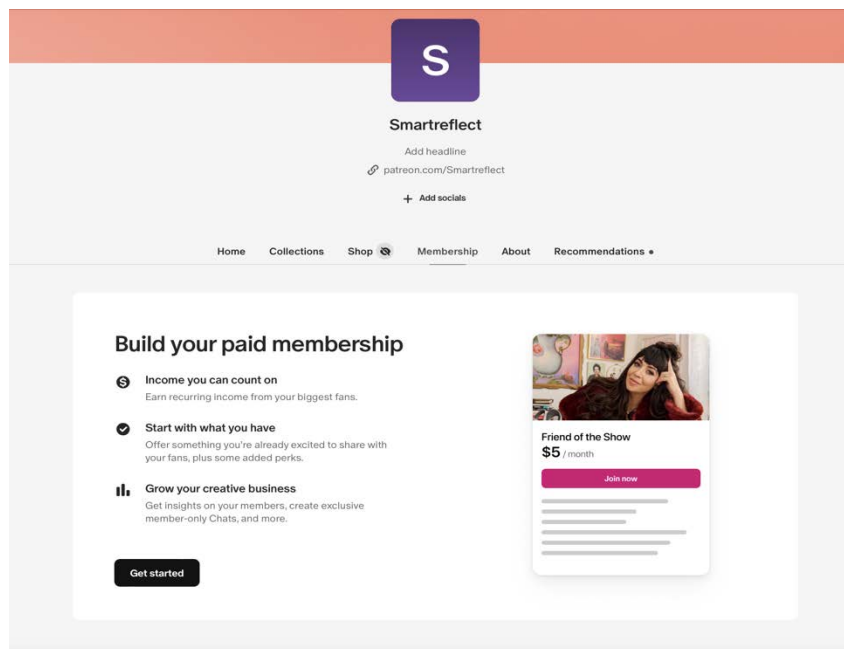 S
Smartreflect
Add headline
patreon.com/Smartreflect
+ Add socials
Home Collections Shop Membership About Recommendations •
Build your paid membership
Income you can count on
Earn recurring income from your biggest fans.
Start with what you have
Offer something you're already excited to share with
your fans, plus some added perks.
Grow your creative business
Get insights on your members, create exclusive
member-only Chats, and more.
Get started
Friend of the Show
$5 / month
Join now